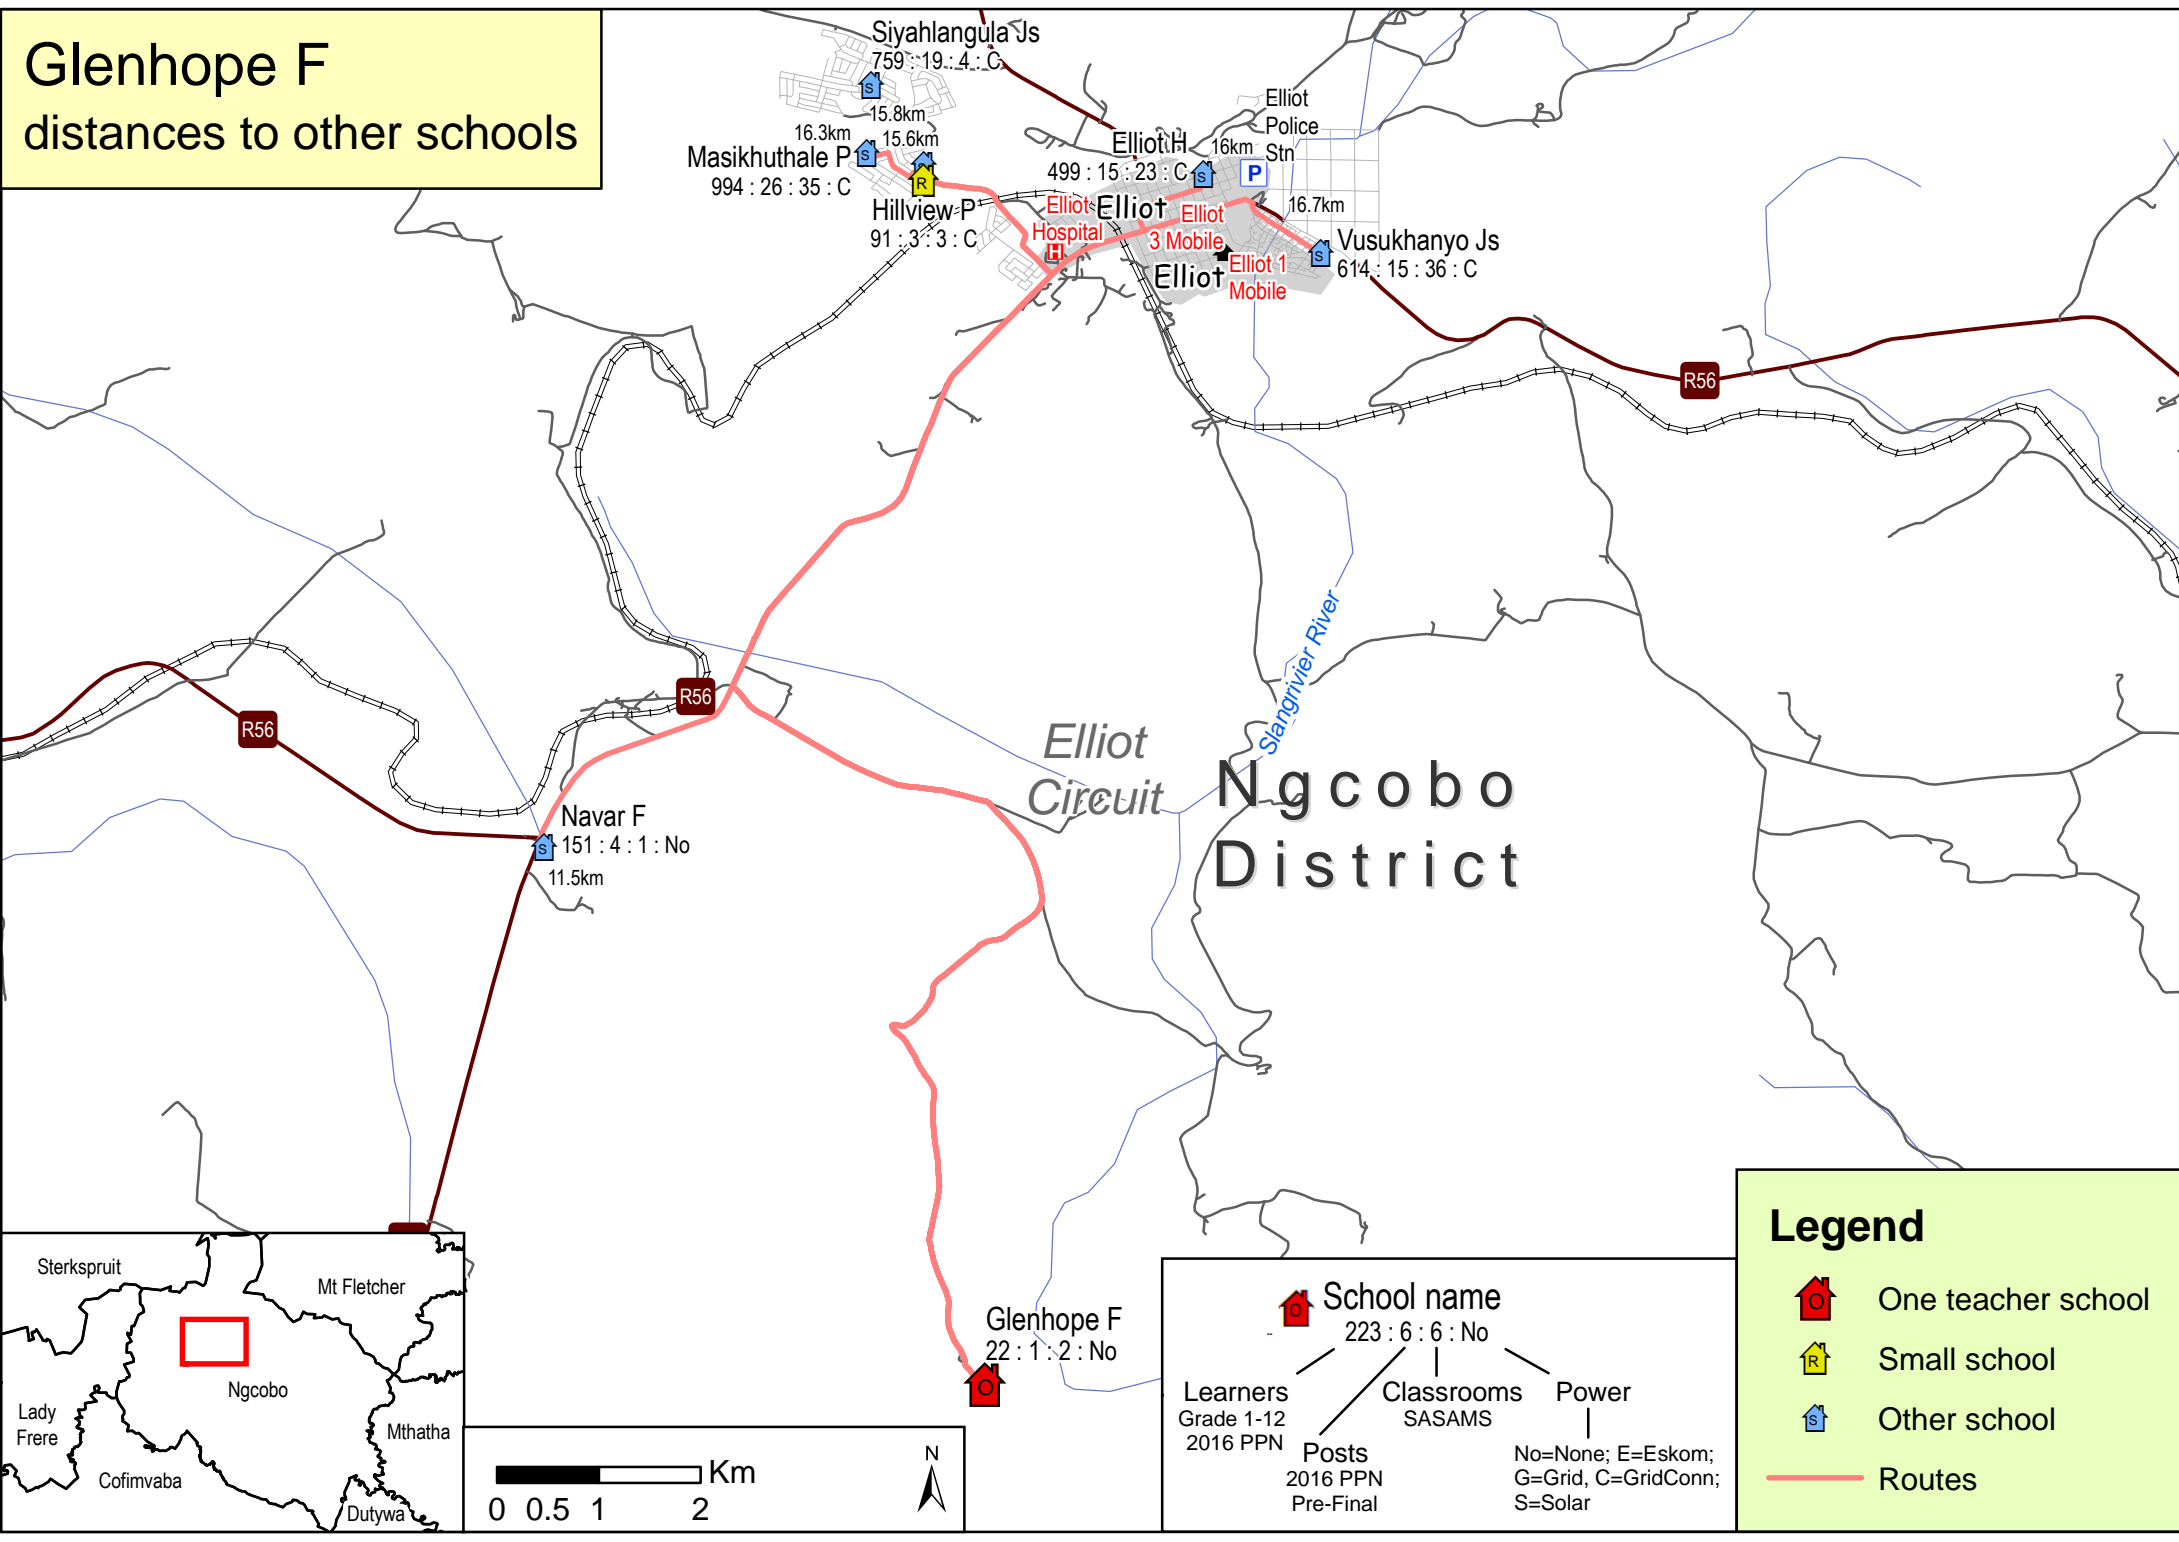 Glenhope F
distances to other schools
Siyahlangula Js
759 : 19 : 4 : C
S
15.8km
16.3km
15.6km
Masikhuthale P
994 : 26 : 35 : C
S
R
Hillview P
91 : 3 : 3 : C
Elliot H
499 : 15 : 23 : C
16km
S
Elliot
Police
Stn
P
Elliot
Hospital
H
Elliot
Elliot
3 Mobile
Elliot
Elliot 1
Mobile
16.7km
S
Vusukhanyo Js
614 : 15 : 36 : C
R56
R56
R56
Slangrivier River
Elliot
Circuit
Ngcobo
District
Navar F
151 : 4 : 1 : No
S
11.5km
Glenhope F
22 : 1 : 2 : No
O
Sterkspruit
Mt Fletcher
Ngcobo
Lady
Frere
Mthatha
Cofimvaba
Dutywa
Km
0 0.5 1 2
N
O
School name
223 : 6 : 6 : No
Learners
Grade 1-12
2016 PPN
Posts
2016 PPN
Pre-Final
Classrooms
SASAMS
Power
No=None; E=Eskom;
G=Grid, C=GridConn;
S=Solar
Legend
O One teacher school
R Small school
S Other school
Routes